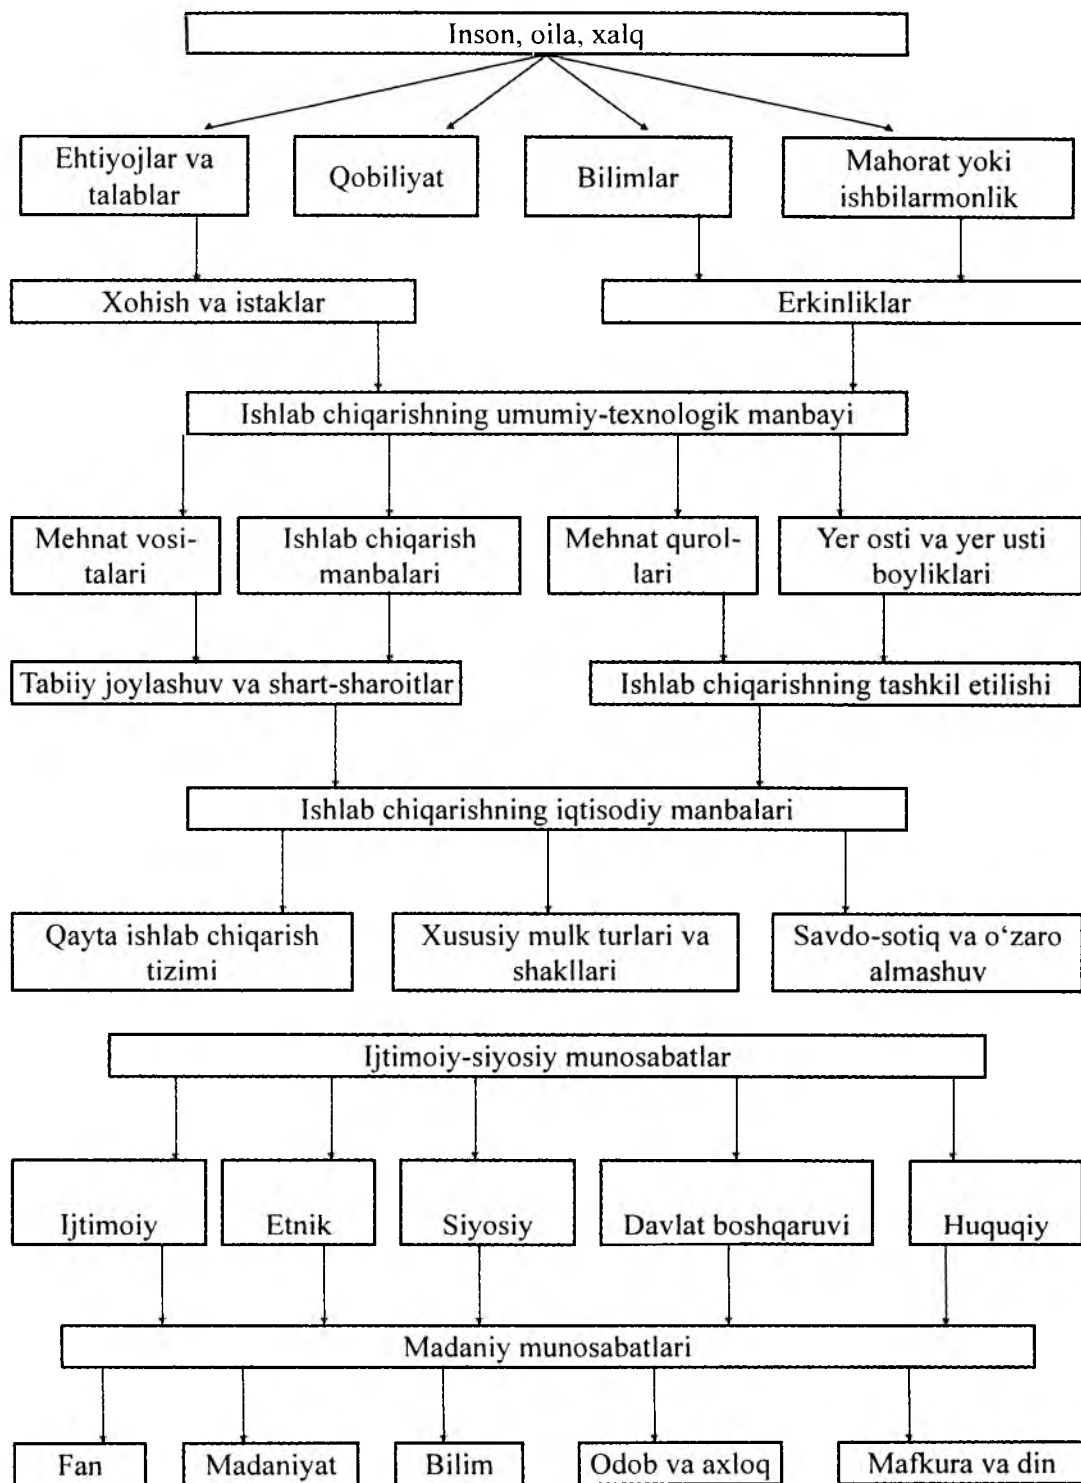 Inson, oila, xalq
Ehtiyojlar va
talablar
Qobiliyat
Bilimlar
Mahorat yoki
ishbilarmonlik
Xohish va istaklar
Erkinliklar
Ishlab chiqarishning umumiy-texnologik manbayi
Mehnat vosi-
talari
Ishlab chiqarish
manbalari
Mehnat qurol-
lari
Yer osti va yer usti
boyliklari
Tabiiy joylashuv va shart-sharoitlar
Ishlab chiqarishning tashkil etilishi
Ishlab chiqarishning iqtisodiy manbalari
Qayta ishlab chiqarish
tizimi
Xususiy mulk turlari va
shakllari
Savdo-sotiq va o‘zaro
almashuv
Ijtimoiy-siyosiy munosabatlar
Ijtimoiy
Etnik
Siyosiy
Davlat boshqaruvi
Huquqiy
Madaniy munosabatlari
Fan
Madaniyat
Bilim
Odob va axloq
Mafkura va din